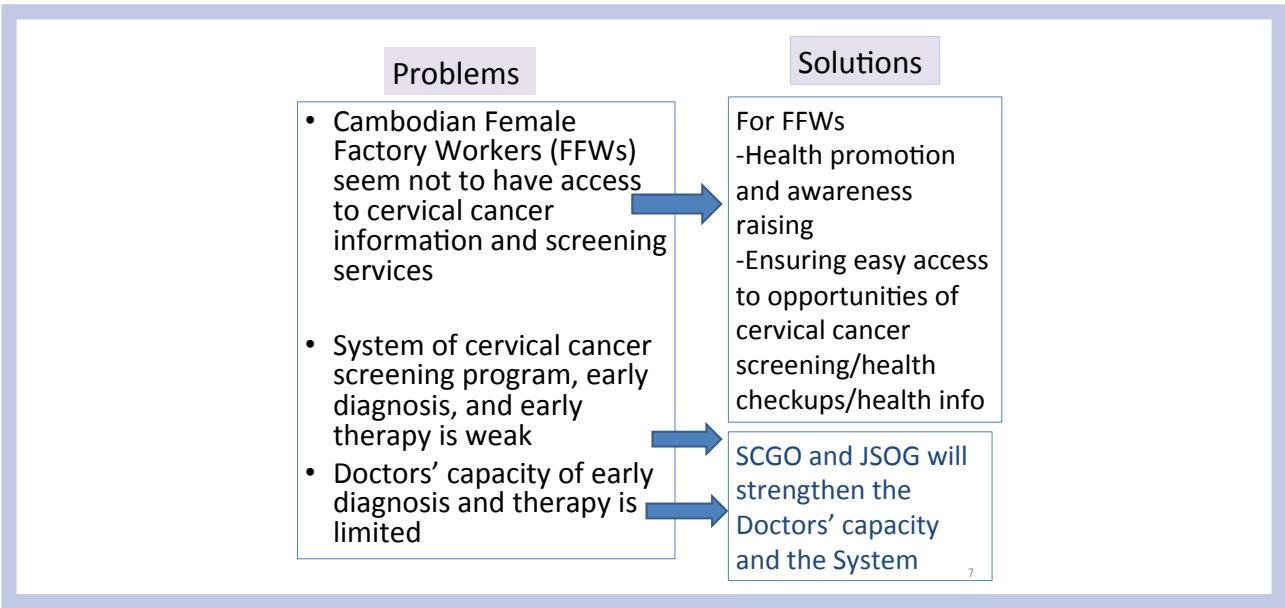 Problems
• Cambodian Female
Factory Workers (FFWs)
seem not to have access
to cervical cancer
information and screening
services
• System of cervical cancer
screening program, early
diagnosis, and early
therapy is weak
• Doctors’ capacity of early
diagnosis and therapy is
limited
Solutions
For FFWs
-Health promotion
and awareness
raising
-Ensuring easy access
to opportunities of
cervical cancer
screening/health
checkups/health info
SCGO and JSOG will
strengthen the
Doctors’ capacity
and the System
7